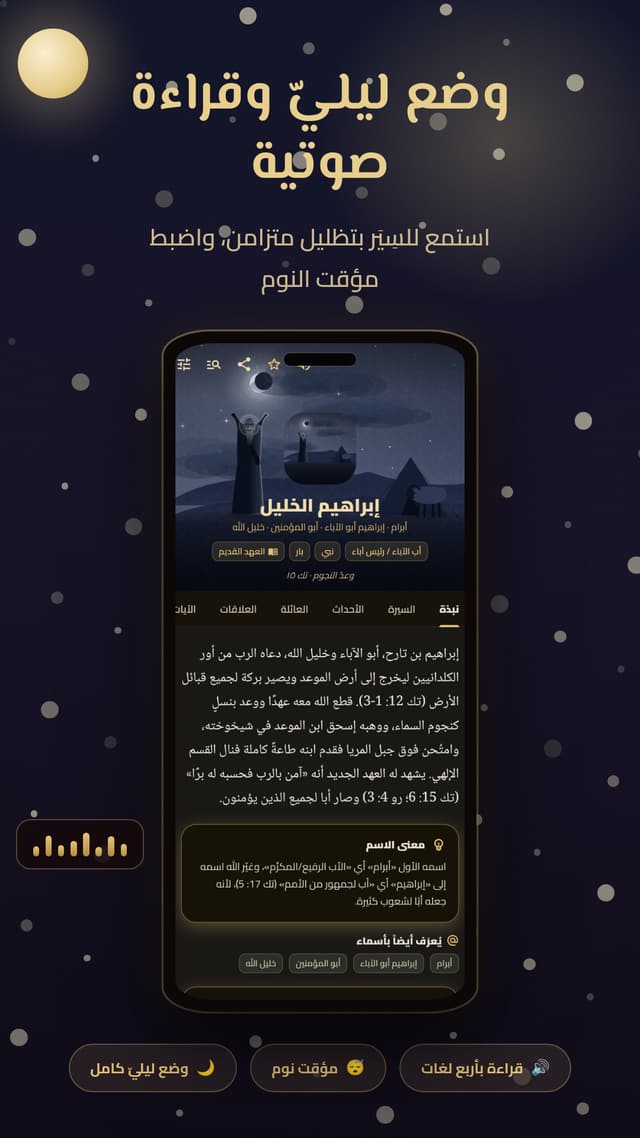 وضع ليليّ وقراءة
صوتية
استمع للسِيَر بتظليل متزامن، واضبط
مؤقت النوم
إبراهيم الخليل
أبرام · إبراهيم أبو الآباء · أبو المؤمنين · خليل الله
أب الآباء / رئيس آباء
نبي
بار
العهد القديم
وعدُ النجوم · تك ١٥
نبذة
السيرة
الأحداث
العائلة
العلاقات
الآيات
إبراهيم بن تارح، أبو الآباء وخليل الله، دعاه الرب من أور
الكلدانيين ليخرج إلى أرض الموعد ويصير بركة لجميع قبائل
الأرض (تك 12: 1-3). قطع الله معه عهدًا ووعد بنسلٍ
كنجوم السماء، ووهبه إسحق ابن الموعد في شيخوخته،
وامتُحن فوق جبل المريا فقدم ابنه طاعةً كاملة فنال القسم
الإلهي. يشهد له العهد الجديد أنه «آمن بالرب فحسبه له برًا»
(تك 15: 6؛ رو 4: 3) وصار أبا لجميع الذين يؤمنون.
معنى الاسم
اسمه الأول «أبرام» أي «الأب الرفيع/المكرَّم»، وغيّر الله اسمه
إلى «إبراهيم» أي «أب لجمهور من الأمم» (تك 17: 5)، لأنه
جعله أبًا لشعوب كثيرة.
يُعرَف أيضاً بأسماء
أبرام
إبراهيم أبو الآباء
أبو المؤمنين
خليل الله
قراءة بأربع لغات
مؤقت نوم
وضع ليليّ كامل